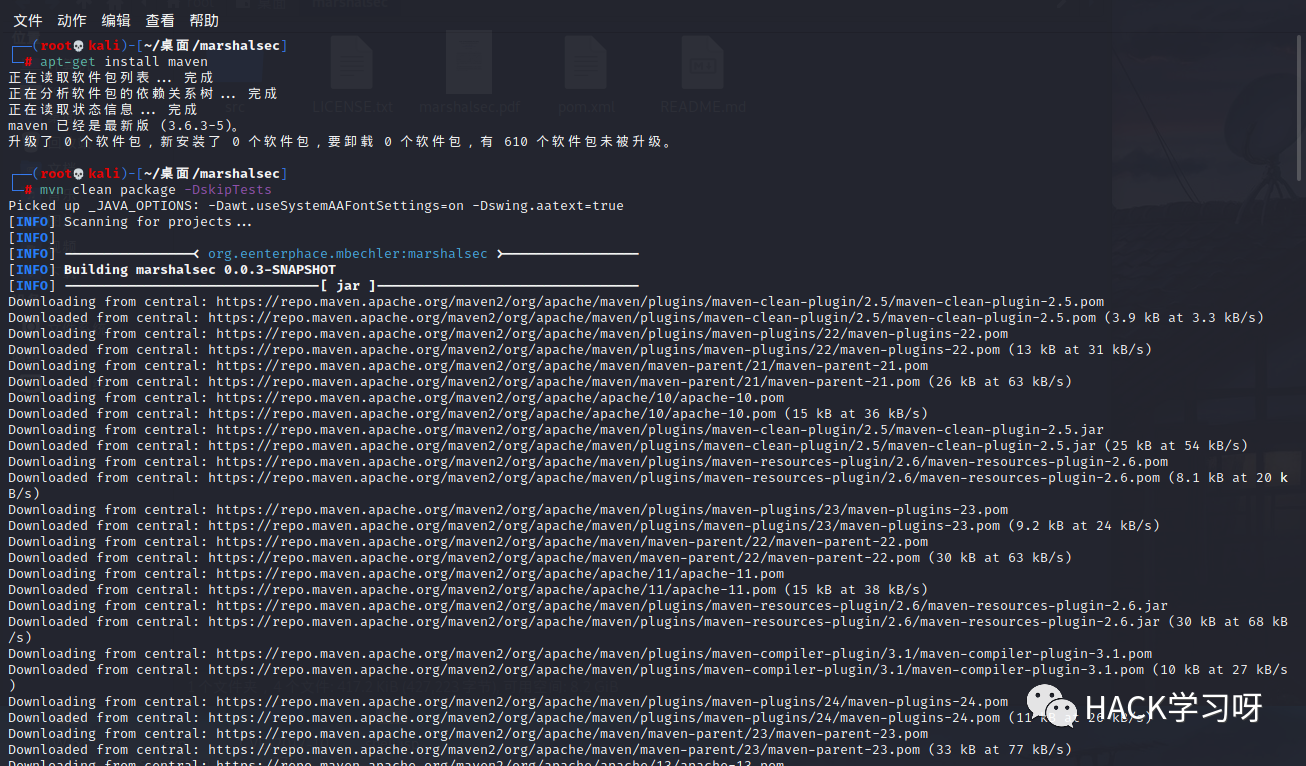 文件 动作 编辑 查看 帮助
┌──(root💀kali)-[~/桌面/marshalsec]
└─# apt-get install maven
正在读取软件包列表... 完成
正在分析软件包的依赖关系树... 完成
正在读取状态信息... 完成
maven 已经是最新版 (3.6.3-5)。
升级了 0 个软件包，新安装了 0 个软件包，要卸载 0 个软件包，有 610 个软件包未被升级。
┌──(root💀kali)-[~/桌面/marshalsec]
└─# mvn clean package -DskipTests
Picked up _JAVA_OPTIONS: -Dawt.useSystemAAFontSettings=on -Dswing.aatext=true
[INFO] Scanning for projects...
[INFO]
[INFO] ----------------< org.eenterphace.mbechler:marshalsec >-----------------
[INFO] Building marshalsec 0.0.3-SNAPSHOT
[INFO] --------------------------------[ jar ]---------------------------------
Downloading from central: https://repo.maven.apache.org/maven2/org/apache/maven/plugins/maven-clean-plugin/2.5/maven-clean-plugin-2.5.pom
Downloaded from central: https://repo.maven.apache.org/maven2/org/apache/maven/plugins/maven-clean-plugin/2.5/maven-clean-plugin-2.5.pom (3.9 kB at 3.3 kB/s)
Downloading from central: https://repo.maven.apache.org/maven2/org/apache/maven/plugins/maven-plugins/22/maven-plugins-22.pom
Downloaded from central: https://repo.maven.apache.org/maven2/org/apache/maven/plugins/maven-plugins/22/maven-plugins-22.pom (13 kB at 31 kB/s)
Downloading from central: https://repo.maven.apache.org/maven2/org/apache/maven/maven-parent/21/maven-parent-21.pom
Downloaded from central: https://repo.maven.apache.org/maven2/org/apache/maven/maven-parent/21/maven-parent-21.pom (26 kB at 63 kB/s)
Downloading from central: https://repo.maven.apache.org/maven2/org/apache/apache/10/apache-10.pom
Downloaded from central: https://repo.maven.apache.org/maven2/org/apache/apache/10/apache-10.pom (15 kB at 36 kB/s)
Downloading from central: https://repo.maven.apache.org/maven2/org/apache/maven/plugins/maven-clean-plugin/2.5/maven-clean-plugin-2.5.jar
Downloaded from central: https://repo.maven.apache.org/maven2/org/apache/maven/plugins/maven-clean-plugin/2.5/maven-clean-plugin-2.5.jar (25 kB at 54 kB/s)
Downloading from central: https://repo.maven.apache.org/maven2/org/apache/maven/plugins/maven-resources-plugin/2.6/maven-resources-plugin-2.6.pom
Downloaded from central: https://repo.maven.apache.org/maven2/org/apache/maven/plugins/maven-resources-plugin/2.6/maven-resources-plugin-2.6.pom (8.1 kB at 20 k
B/s)
Downloading from central: https://repo.maven.apache.org/maven2/org/apache/maven/plugins/maven-plugins/23/maven-plugins-23.pom
Downloaded from central: https://repo.maven.apache.org/maven2/org/apache/maven/plugins/maven-plugins/23/maven-plugins-23.pom (9.2 kB at 24 kB/s)
Downloading from central: https://repo.maven.apache.org/maven2/org/apache/maven/maven-parent/22/maven-parent-22.pom
Downloaded from central: https://repo.maven.apache.org/maven2/org/apache/maven/maven-parent/22/maven-parent-22.pom (30 kB at 63 kB/s)
Downloading from central: https://repo.maven.apache.org/maven2/org/apache/apache/11/apache-11.pom
Downloaded from central: https://repo.maven.apache.org/maven2/org/apache/apache/11/apache-11.pom (15 kB at 38 kB/s)
Downloading from central: https://repo.maven.apache.org/maven2/org/apache/maven/plugins/maven-resources-plugin/2.6/maven-resources-plugin-2.6.jar
Downloaded from central: https://repo.maven.apache.org/maven2/org/apache/maven/plugins/maven-resources-plugin/2.6/maven-resources-plugin-2.6.jar (30 kB at 68 kB
/s)
Downloading from central: https://repo.maven.apache.org/maven2/org/apache/maven/plugins/maven-compiler-plugin/3.1/maven-compiler-plugin-3.1.pom
Downloaded from central: https://repo.maven.apache.org/maven2/org/apache/maven/plugins/maven-compiler-plugin/3.1/maven-compiler-plugin-3.1.pom (10 kB at 27 kB/s
)
Downloading from central: https://repo.maven.apache.org/maven2/org/apache/maven/plugins/maven-plugins/24/maven-plugins-24.pom
Downloaded from central: https://repo.maven.apache.org/maven2/org/apache/maven/plugins/maven-plugins/24/maven-plugins-24.pom (11 kB at 26 kB/s)
HACK学习呀
Downloading from central: https://repo.maven.apache.org/maven2/org/apache/maven/maven-parent/23/maven-parent-23.pom
Downloaded from central: https://repo.maven.apache.org/maven2/org/apache/maven/maven-parent/23/maven-parent-23.pom (33 kB at 77 kB/s)
Downloading from central: https://repo.maven.apache.org/maven2/org/apache/apache/13/apache-13.pom